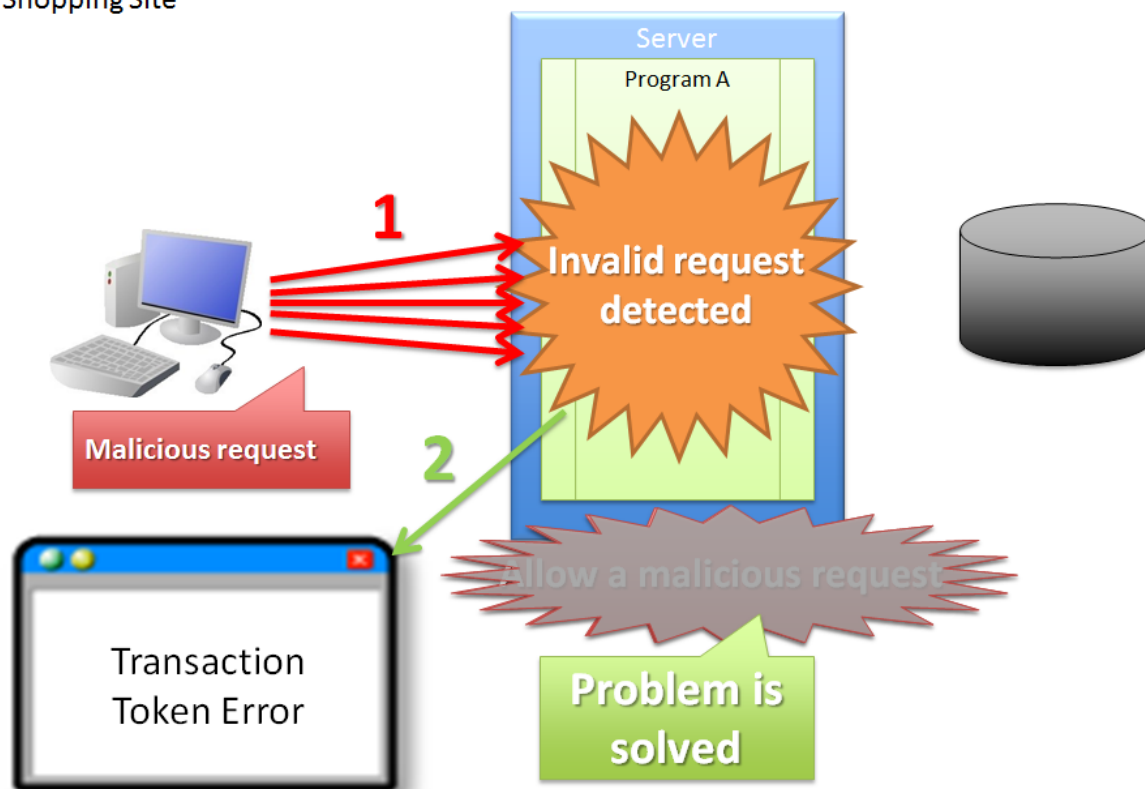 Shopping Site
Server
Program A
1
Invalid request
detected
Malicious request
2
Allow a malicious request
Transaction
Token Error
Problem is
solved